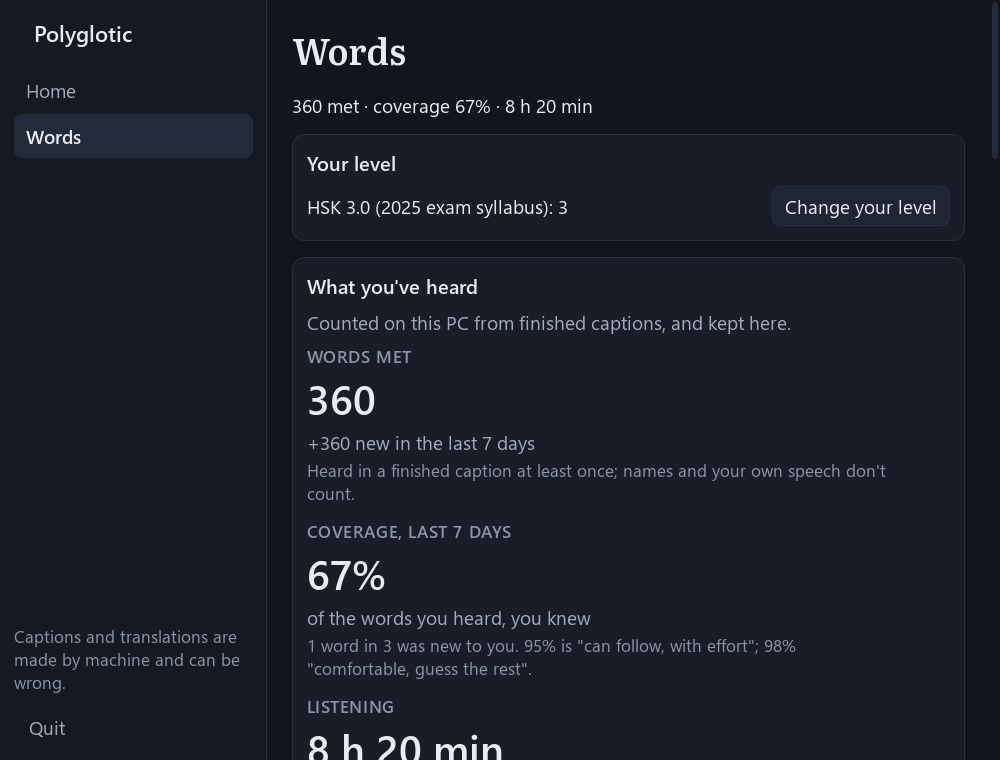 Polyglotic
Home
Words
Captions and translations are
made by machine and can be
wrong.
Quit
Words
360 met · coverage 67% · 8 h 20 min
Your level
HSK 3.0 (2025 exam syllabus): 3
Change your level
What you've heard
Counted on this PC from finished captions, and kept here.
WORDS MET
360
+360 new in the last 7 days
Heard in a finished caption at least once; names and your own speech don't
count.
COVERAGE, LAST 7 DAYS
67%
of the words you heard, you knew
1 word in 3 was new to you. 95% is "can follow, with effort"; 98%
"comfortable, guess the rest".
LISTENING
8 h 20 min